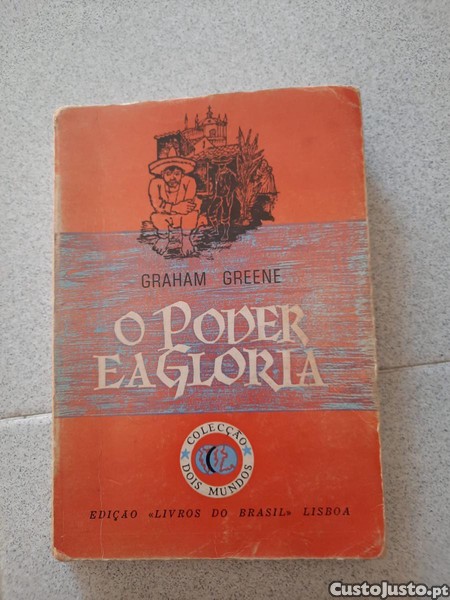 GRAHAM GREENE
O PODER
E A GLORIA
COLECÇÃO
DOIS MUNDOS
EDIÇÃO «LIVROS DO BRASIL» LISBOA
CustoJusto.pt